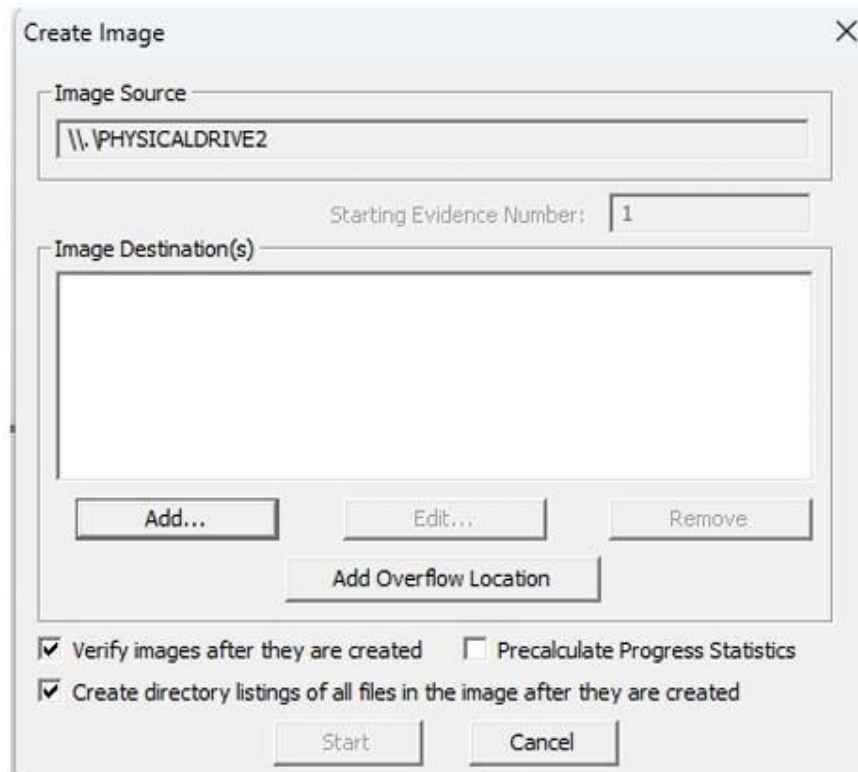 Create Image
Image Source
\\.\PHYSICALDRIVE2
Starting Evidence Number: 1
Image Destination(s)
Add... Edit... Remove
Add Overflow Location
Verify images after they are created Precalculate Progress Statistics
Create directory listings of all files in the image after they are created
Start Cancel